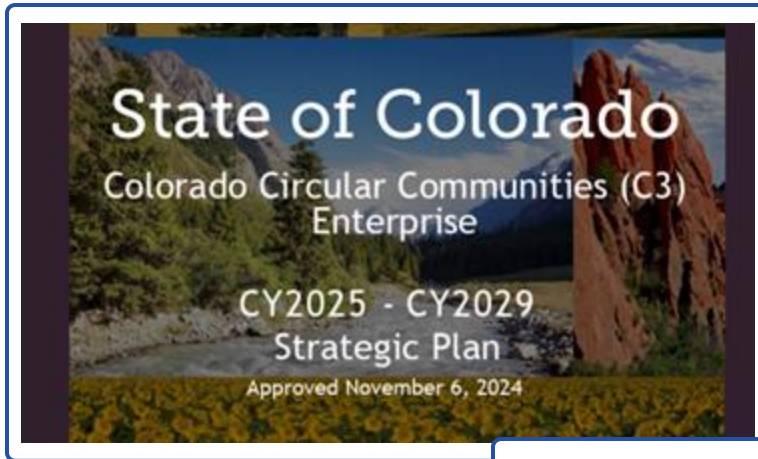 State of Colorado
Colorado Circular Communities (C3)
Enterprise
CY2025 - CY2029
Strategic Plan
Approved November 6, 2024